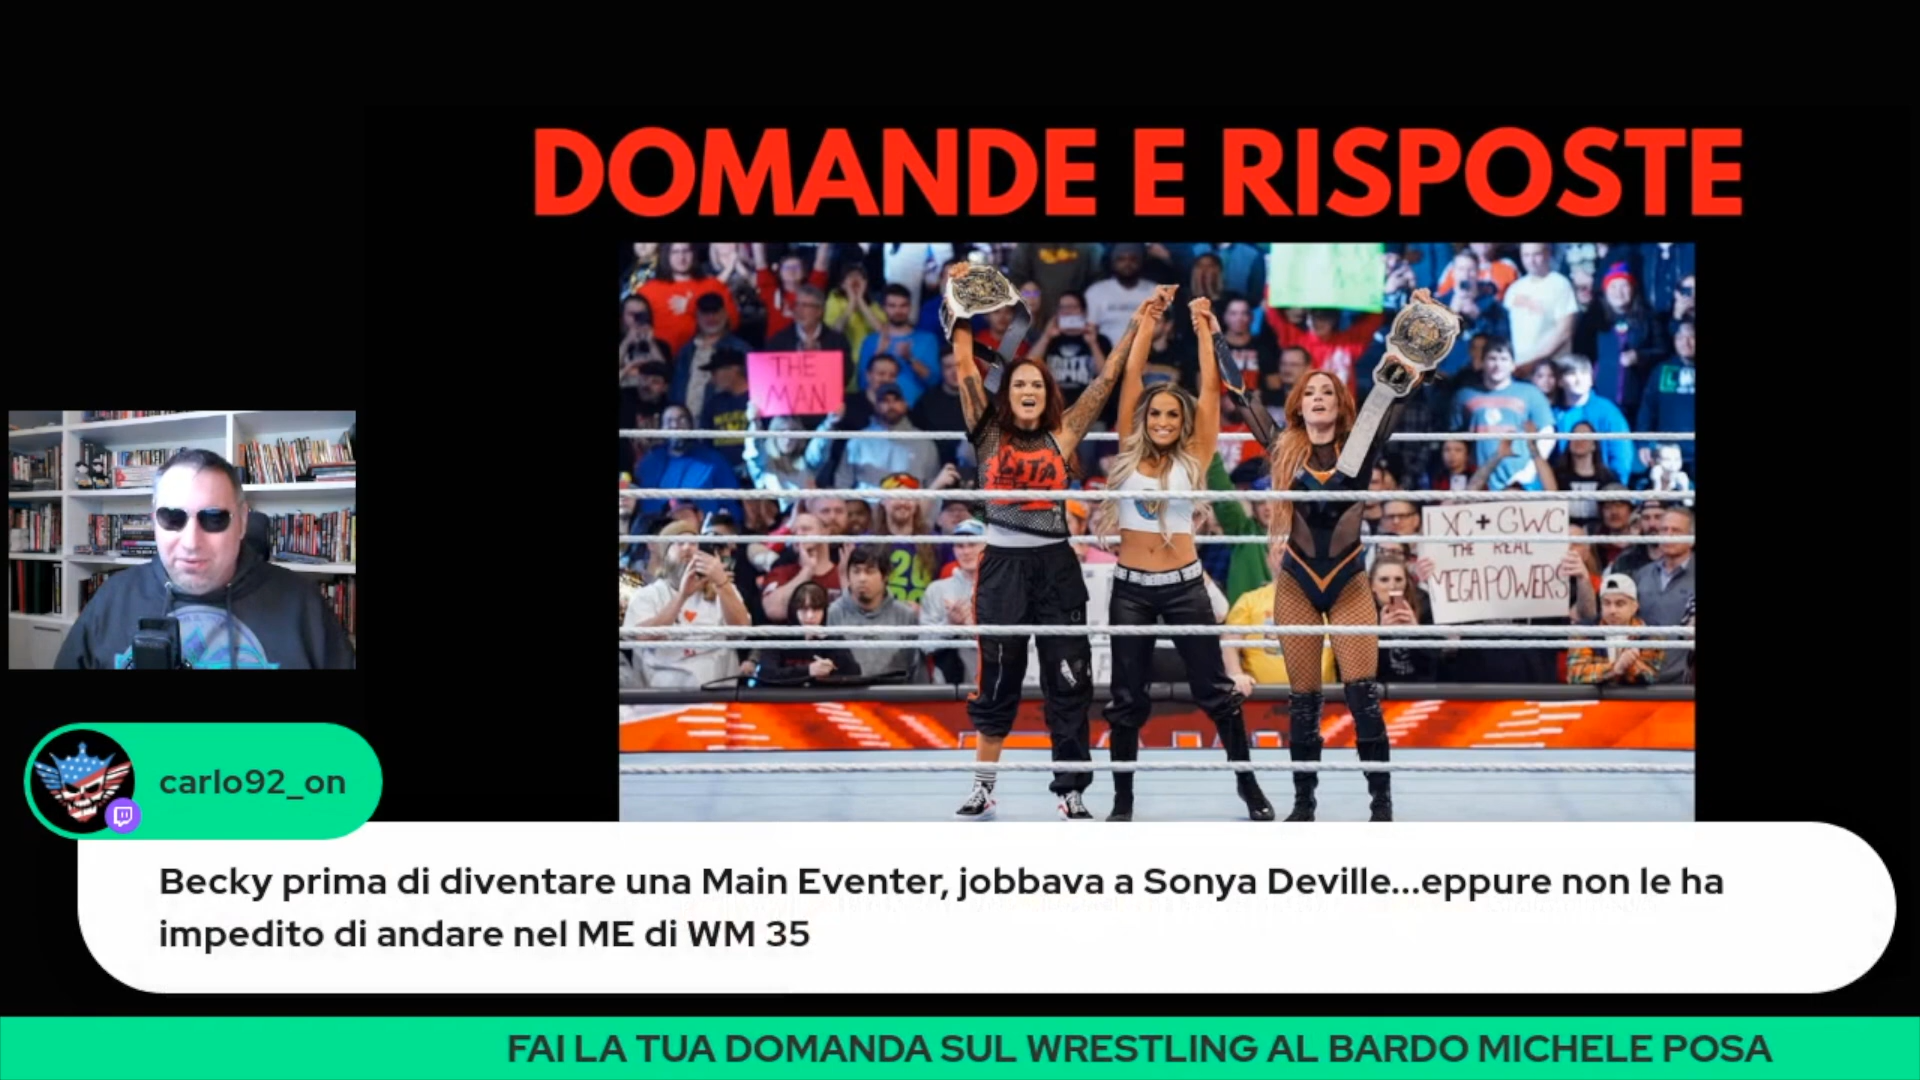 DOMANDE E RISPOSTE
THE
MAN
LITA
20
XC+GWC
THE REAL
MEGAPOWERS
carlo92_on
Becky prima di diventare una Main Eventer, jobbava a Sonya Deville...eppure non le ha
impedito di andare nel ME di WM 35
FAI LA TUA DOMANDA SUL WRESTLING AL BARDO MICHELE POSA